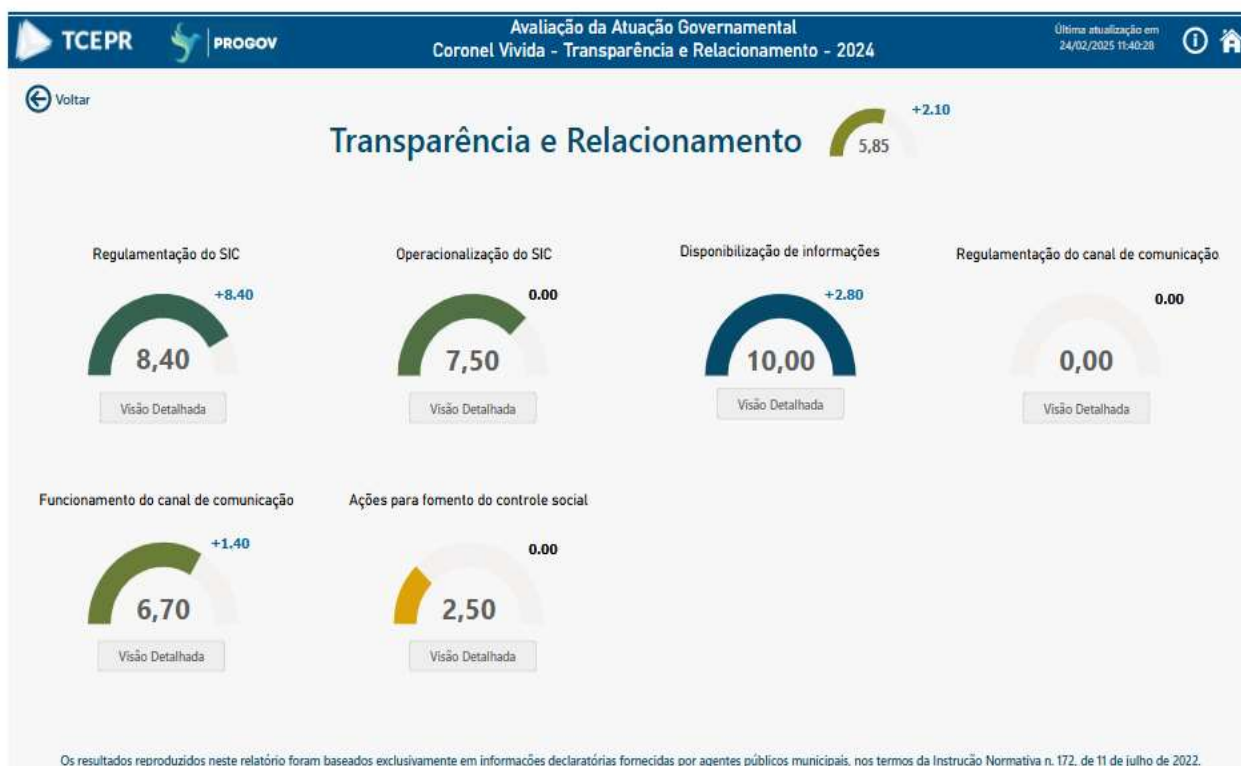 TCEPR
PROGOV
Avaliação da Atuação Governamental
Coronel Vivida - Transparência e Relacionamento - 2024
Última atualização em
24/02/2025 11:40:28
Voltar
Transparência e Relacionamento
5,85
+2.10
Regulamentação do SIC
+8.40
8,40
Visão Detalhada
Operacionalização do SIC
0.00
7,50
Visão Detalhada
Disponibilização de informações
+2.80
10,00
Visão Detalhada
Regulamentação do canal de comunicação
0.00
0,00
Visão Detalhada
Funcionamento do canal de comunicação
+1.40
6,70
Visão Detalhada
Ações para fomento do controle social
0.00
2,50
Visão Detalhada
Os resultados reproduzidos neste relatório foram baseados exclusivamente em informações declaratórias fornecidas por agentes públicos municipais, nos termos da Instrução Normativa n. 172, de 11 de julho de 2022.